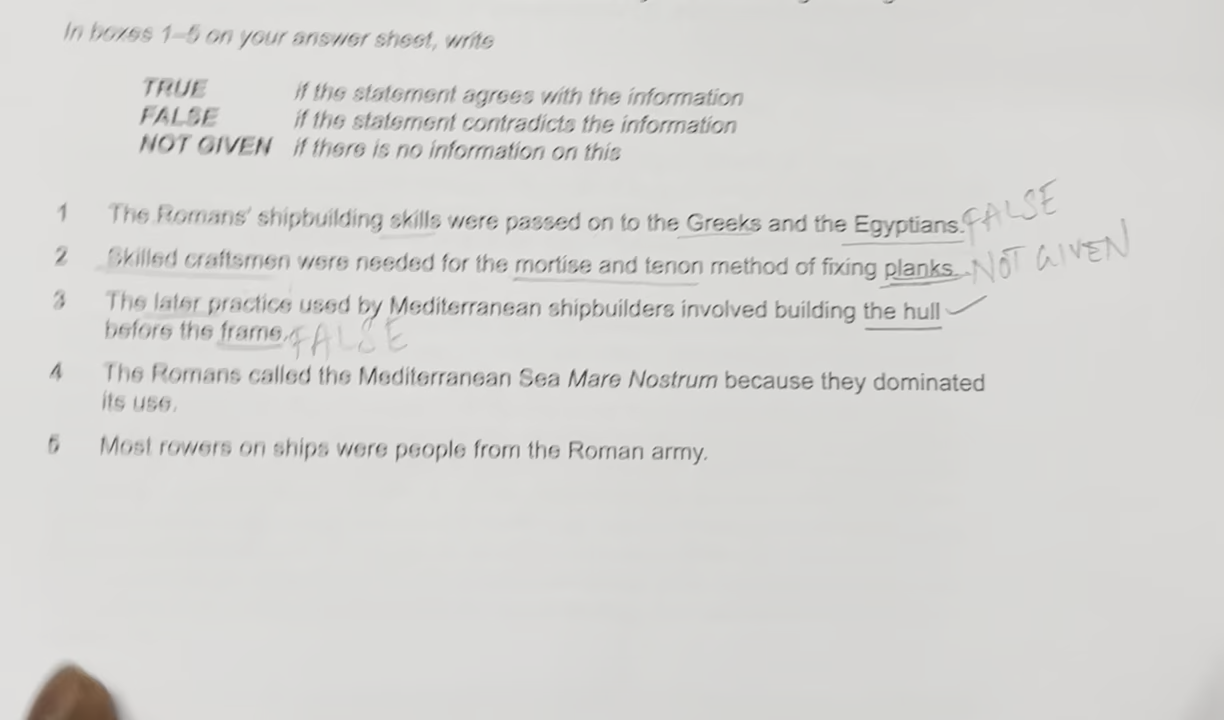 In boxes 1–5 on your answer sheet, write
TRUE if the statement agrees with the information
FALSE if the statement contradicts the information
NOT GIVEN if there is no information on this
1 The Romans' shipbuilding skills were passed on to the Greeks and the Egyptians. FALSE
2 Skilled craftsmen were needed for the mortise and tenon method of fixing planks. NOT GIVEN
3 The later practice used by Mediterranean shipbuilders involved building the hull
before the frame. FALSE
4 The Romans called the Mediterranean Sea Mare Nostrum because they dominated
its use.
5 Most rowers on ships were people from the Roman army.